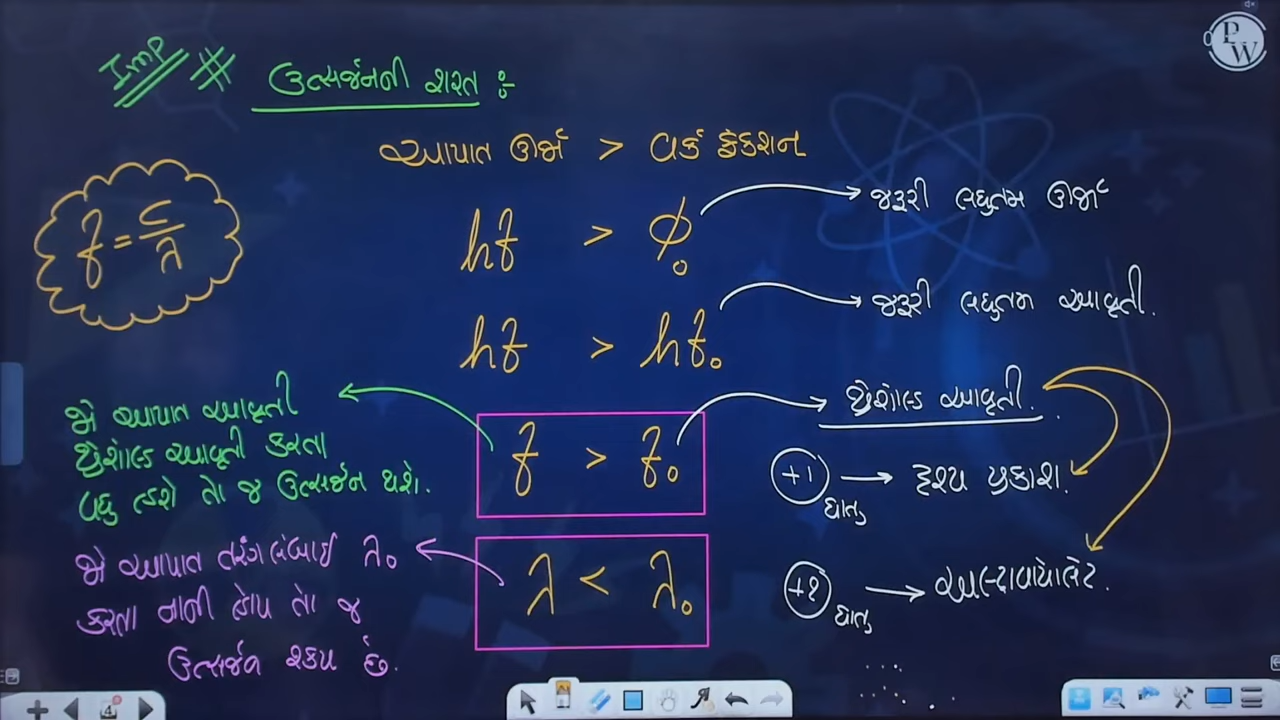 Imp # ઉત્સર્જનની શરત :
આપાત ઊર્જા > વર્ક ફંકશન
f = c/λ
hf > φ₀ → જરૂરી લઘુતમ ઊર્જા
hf > hf₀ → જરૂરી લઘુતમ આવૃતી.
f > f₀ → થ્રેશોલ્ડ આવૃતી.
જો આપાત આવૃતી
થ્રેશોલ્ડ આવૃતી કરતા
વધુ હશે તો જ ઉત્સર્જન થશે.
+1 ધાતુ → દ્રશ્ય પ્રકાશ.
+2 ધાતુ → અલ્ટ્રાવાયોલેટ.
λ < λ₀
જો આપાત તરંગલંબાઈ λ₀
કરતા નાની હોય તો જ
ઉત્સર્જન શક્ય છે.
PW
4